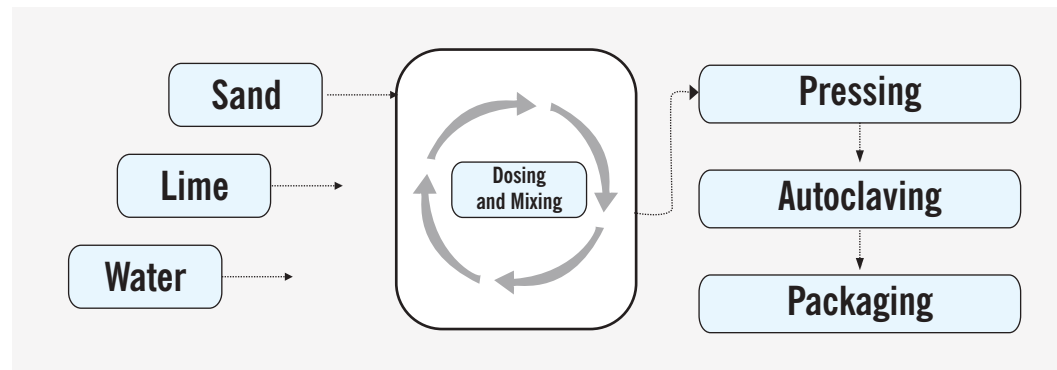 Sand
Lime
Water
Dosing
and Mixing
Pressing
Autoclaving
Packaging